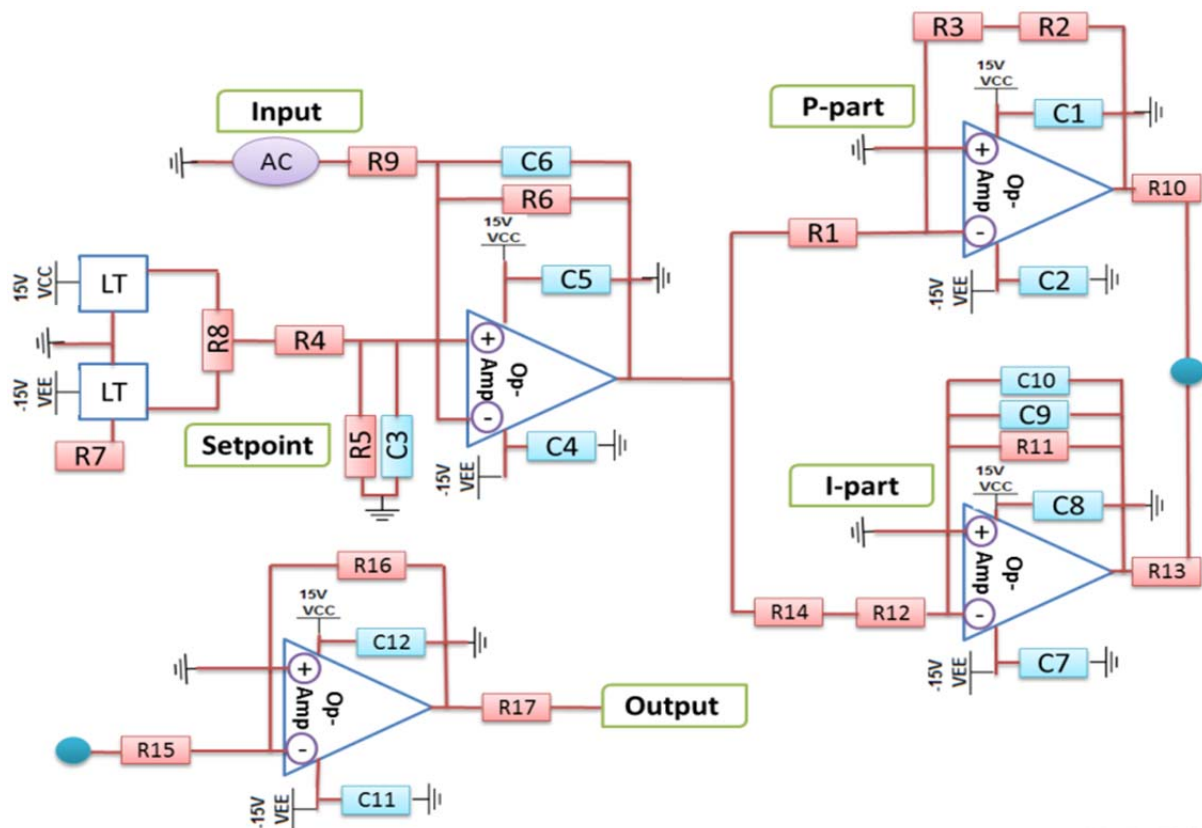 R3
R2
15V
VCC
P-part
C1
Input
+
Op-
Amp
-
AC
R9
C6
R6
R10
15V
VCC
R1
C2
-15V
VEE
C5
15V
VCC
LT
R8
R4
+
Op-
Amp
-
-15V
VEE
LT
R7
Setpoint
R5
C3
C4
-15V
VEE
C10
C9
R11
15V
VCC
I-part
C8
+
Op-
Amp
-
R13
R14
R12
C7
-15V
VEE
R16
15V
VCC
C12
+
Op-
Amp
-
R17
Output
R15
C11
-15V
VEE